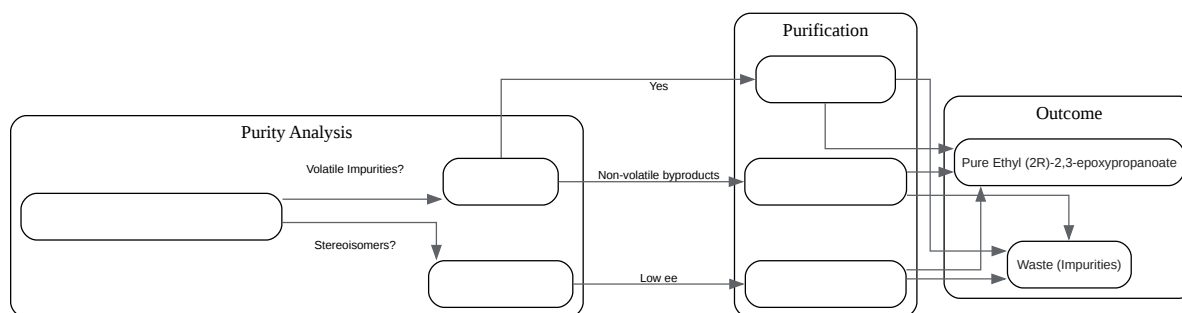 Purification
Yes
Outcome
Purity Analysis
Volatile Impurities?
Pure Ethyl (2R)-2,3-epoxypropanoate
Non-volatile byproducts
Stereoisomers?
Waste (Impurities)
Low ee